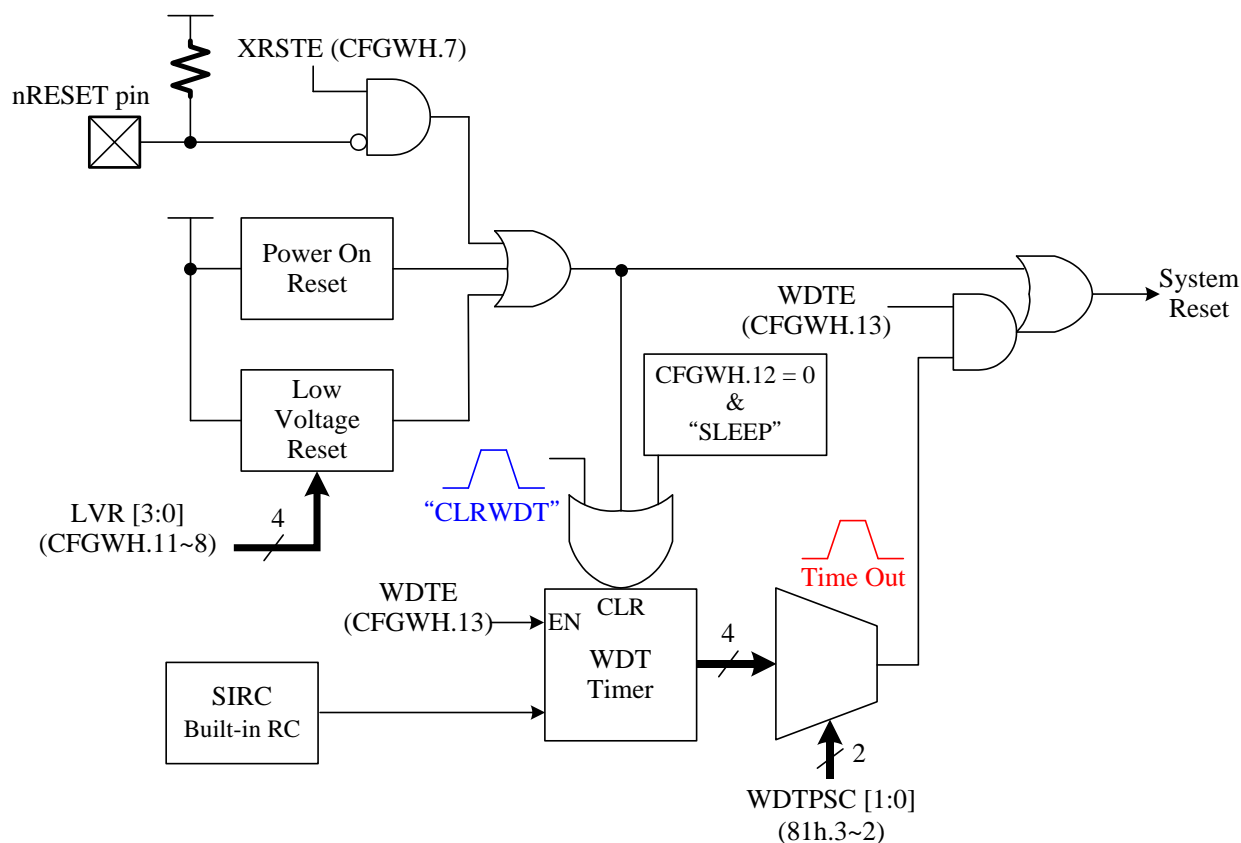 XRSTE (CFGWH.7)
nRESET pin
Power On
Reset
Low
Voltage
Reset
LVR [3:0]
(CFGWH.11~8)
4
WDTE
(CFGWH.13)
System
Reset
CFGWH.12 = 0
&
“SLEEP”
“CLRWDT”
Time Out
WDTE
(CFGWH.13)
CLR
EN
WDT
Timer
4
SIRC
Built-in RC
2
WDTPSC [1:0]
(81h.3~2)